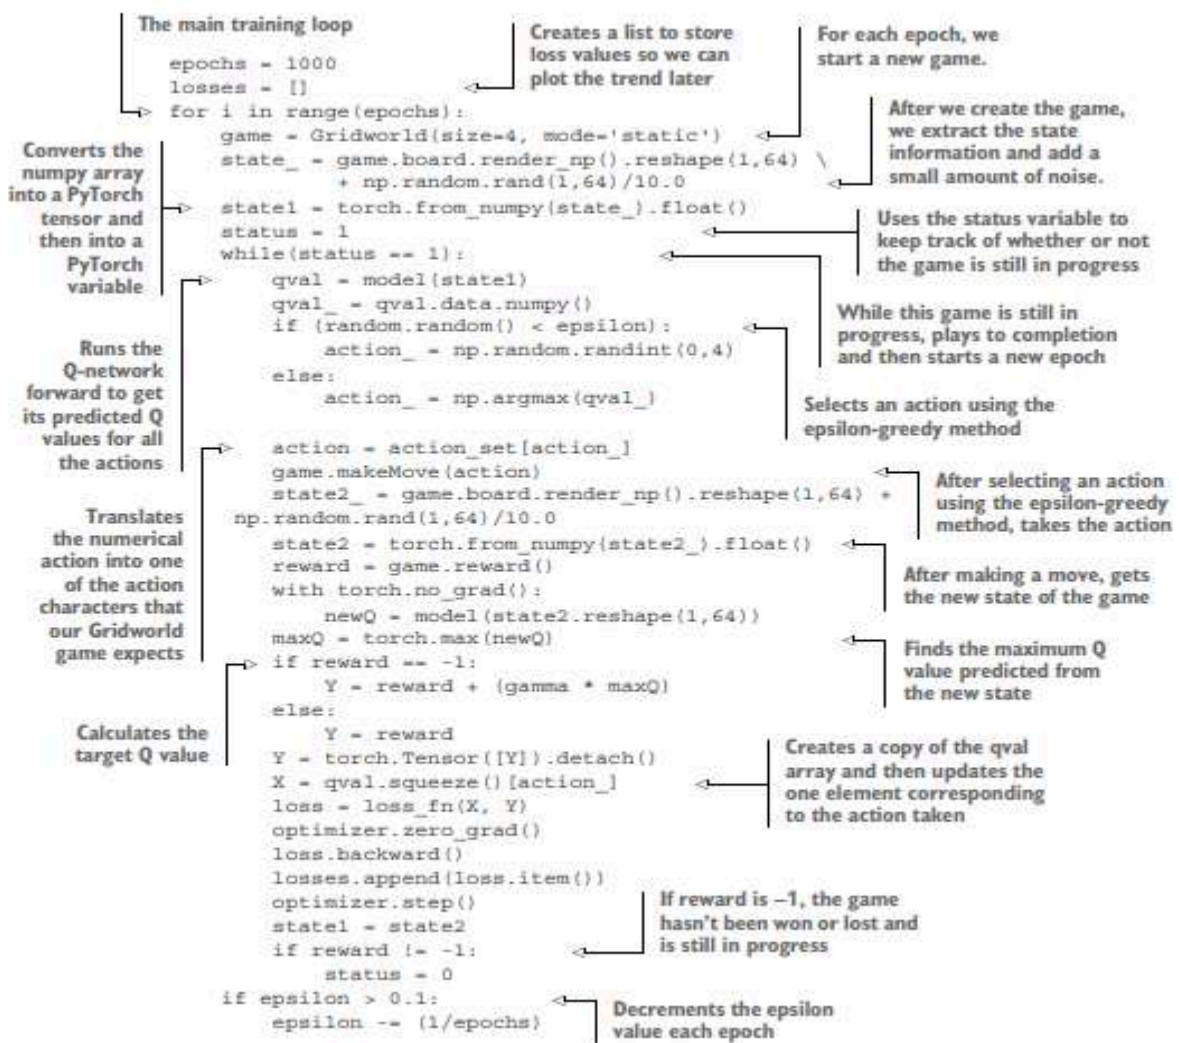 The main training loop
Creates a list to store
loss values so we can
plot the trend later
For each epoch, we
start a new game.
epochs = 1000
losses = []
for i in range(epochs):
    game = Gridworld(size=4, mode='static')
    state_ = game.board.render_np().reshape(1,64) \
             + np.random.rand(1,64)/10.0
    state1 = torch.from_numpy(state_).float()
    status = 1
    while(status == 1):
        qval = model(state1)
        qval_ = qval.data.numpy()
        if (random.random() < epsilon):
            action_ = np.random.randint(0,4)
        else:
            action_ = np.argmax(qval_)
After we create the game,
we extract the state
information and add a
small amount of noise.
Converts the
numpy array
into a PyTorch
tensor and
then into a
PyTorch
variable
Uses the status variable to
keep track of whether or not
the game is still in progress
While this game is still in
progress, plays to completion
and then starts a new epoch
Runs the
Q-network
forward to get
its predicted Q
values for all
the actions
Selects an action using the
epsilon-greedy method
        action = action_set[action_]
        game.makeMove(action)
        state2_ = game.board.render_np().reshape(1,64) +
    np.random.rand(1,64)/10.0
        state2 = torch.from_numpy(state2_).float()
        reward = game.reward()
        with torch.no_grad():
            newQ = model(state2.reshape(1,64))
        maxQ = torch.max(newQ)
        if reward == -1:
            Y = reward + (gamma * maxQ)
        else:
            Y = reward
        Y = torch.Tensor([Y]).detach()
        X = qval.squeeze()[action_]
        loss = loss_fn(X, Y)
        optimizer.zero_grad()
        loss.backward()
        losses.append(loss.item())
        optimizer.step()
        state1 = state2
        if reward != -1:
            status = 0
    if epsilon > 0.1:
        epsilon -= (1/epochs)
After selecting an action
using the epsilon-greedy
method, takes the action
Translates
the numerical
action into one
of the action
characters that
our Gridworld
game expects
After making a move, gets
the new state of the game
Finds the maximum Q
value predicted from
the new state
Calculates the
target Q value
Creates a copy of the qval
array and then updates the
one element corresponding
to the action taken
If reward is –1, the game
hasn't been won or lost and
is still in progress
Decrements the epsilon
value each epoch